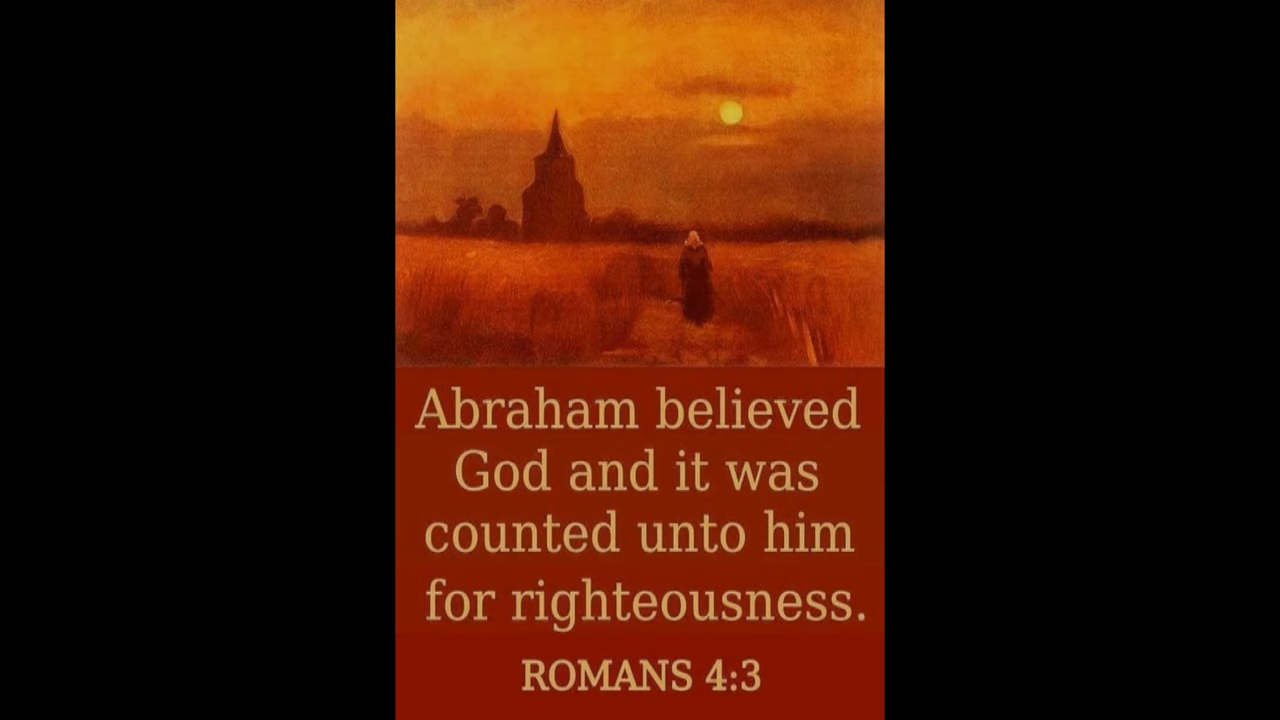 Abraham believed
God and it was
counted unto him
for righteousness.
ROMANS 4:3